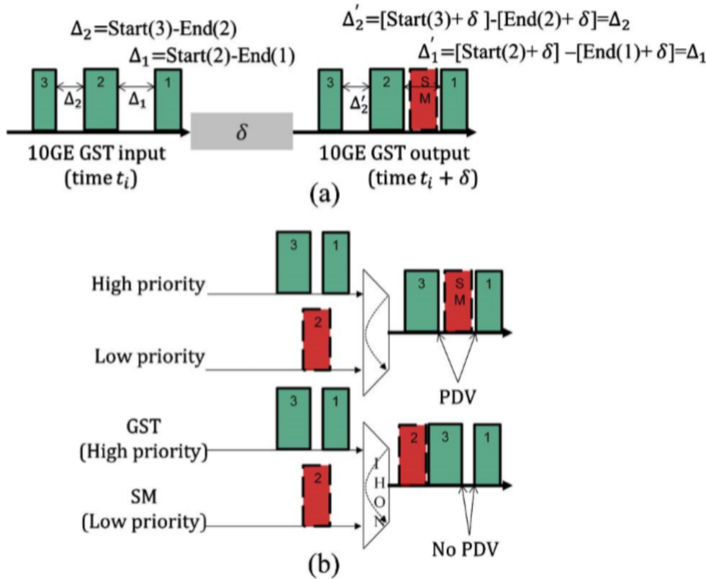 Δ₂=Start(3)-End(2)
Δ₁=Start(2)-End(1)
Δ₂′=[Start(3)+ δ ]-[End(2)+ δ]=Δ₂
Δ₁′=[Start(2)+δ] –[End(1)+ δ]=Δ₁
3 Δ₂ 2 Δ₁ 1
δ
3 Δ₂′ 2 S M 1
10GE GST input
(time tᵢ)
10GE GST output
(time tᵢ + δ)
(a)
High priority
3 1
Low priority
2
3 S M 1
PDV
GST
(High priority)
3 1
SM
(Low priority)
2
I
H
O
N
2 3 1
No PDV
(b)